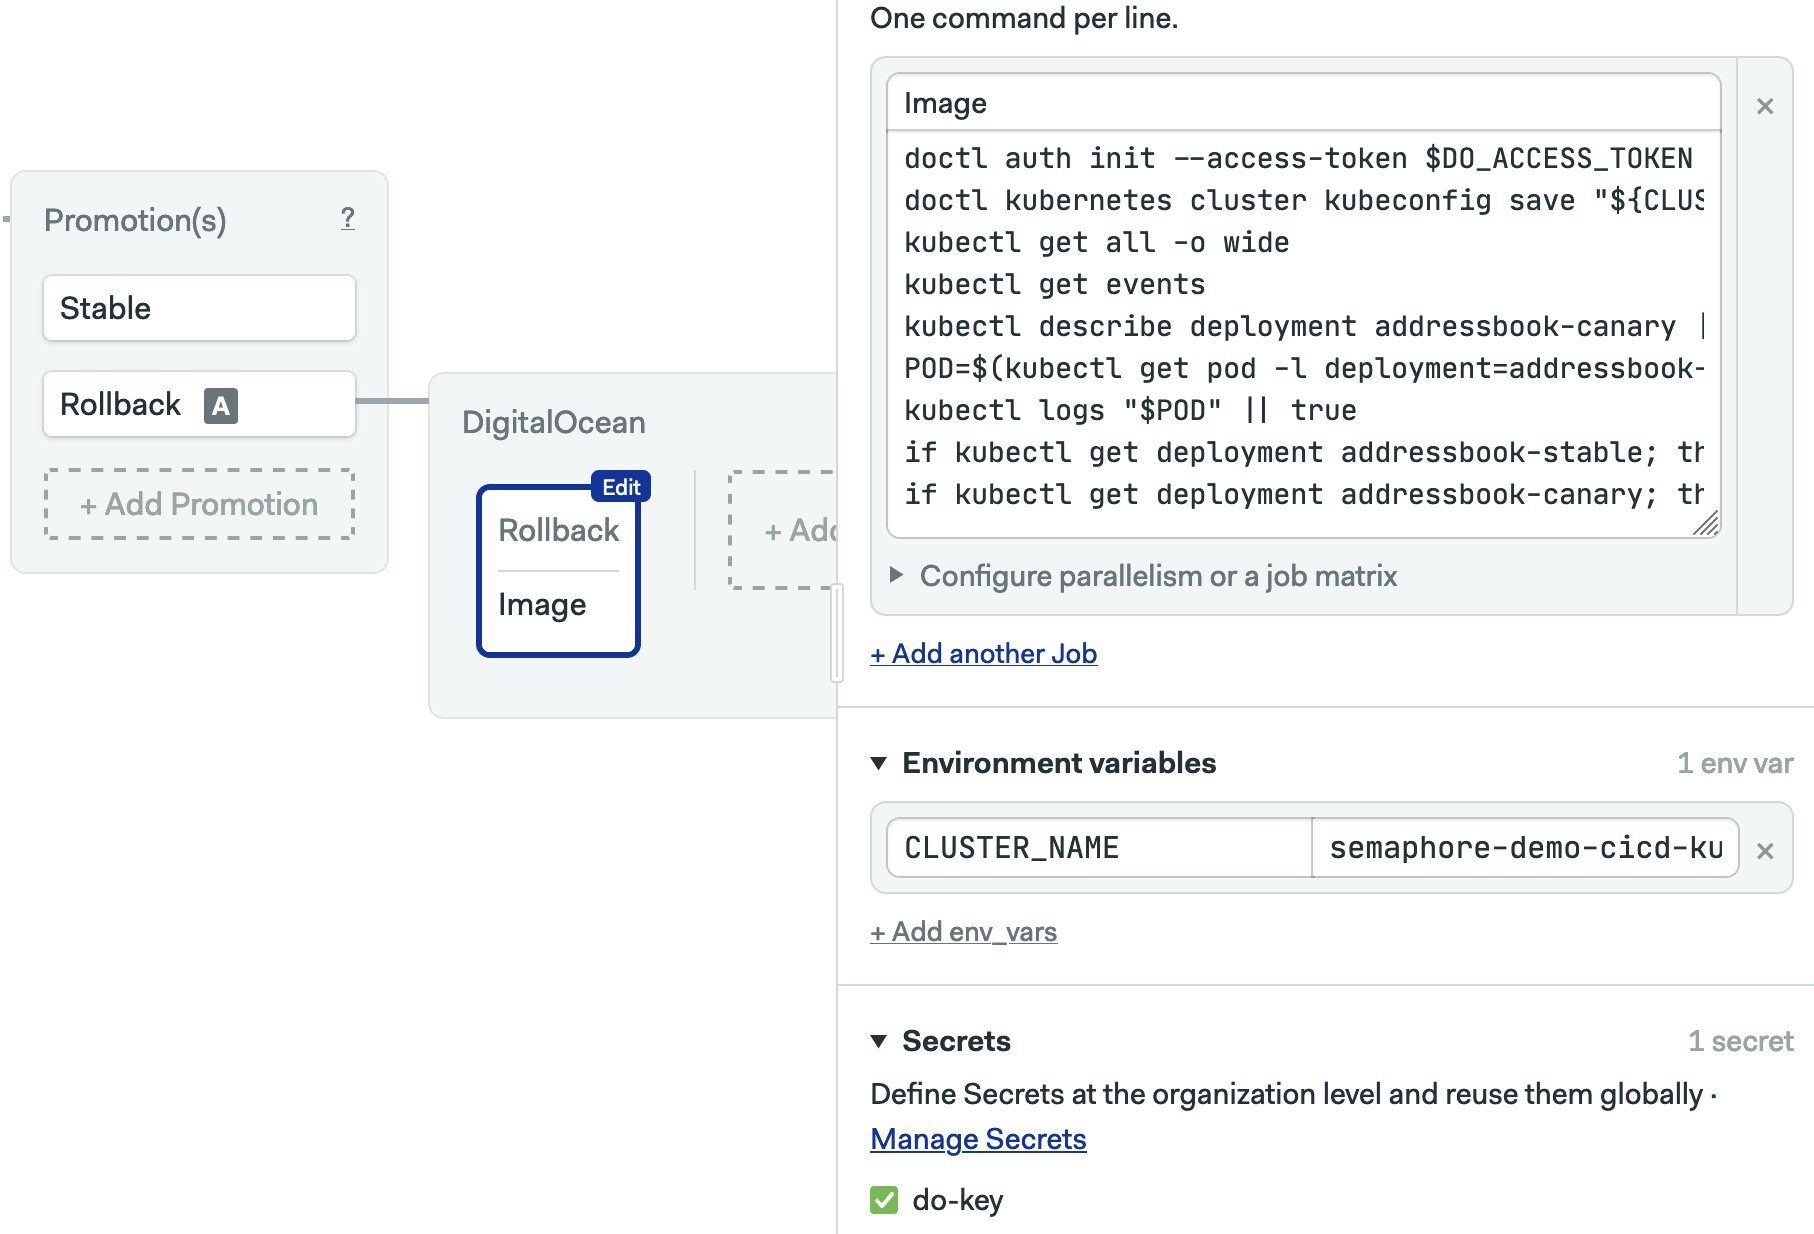 Promotion(s)
?
Stable
Rollback A
+ Add Promotion
DigitalOcean
Edit
Rollback
Image
+ Add
One command per line.
Image
×
doctl auth init --access-token $DO_ACCESS_TOKEN
doctl kubernetes cluster kubeconfig save "${CLUS
kubectl get all -o wide
kubectl get events
kubectl describe deployment addressbook-canary |
POD=$(kubectl get pod -l deployment=addressbook-
kubectl logs "$POD" || true
if kubectl get deployment addressbook-stable; th
if kubectl get deployment addressbook-canary; th
Configure parallelism or a job matrix
+ Add another Job
Environment variables
1 env var
CLUSTER_NAME
semaphore-demo-cicd-ku
×
+ Add env_vars
Secrets
1 secret
Define Secrets at the organization level and reuse them globally ·
Manage Secrets
do-key